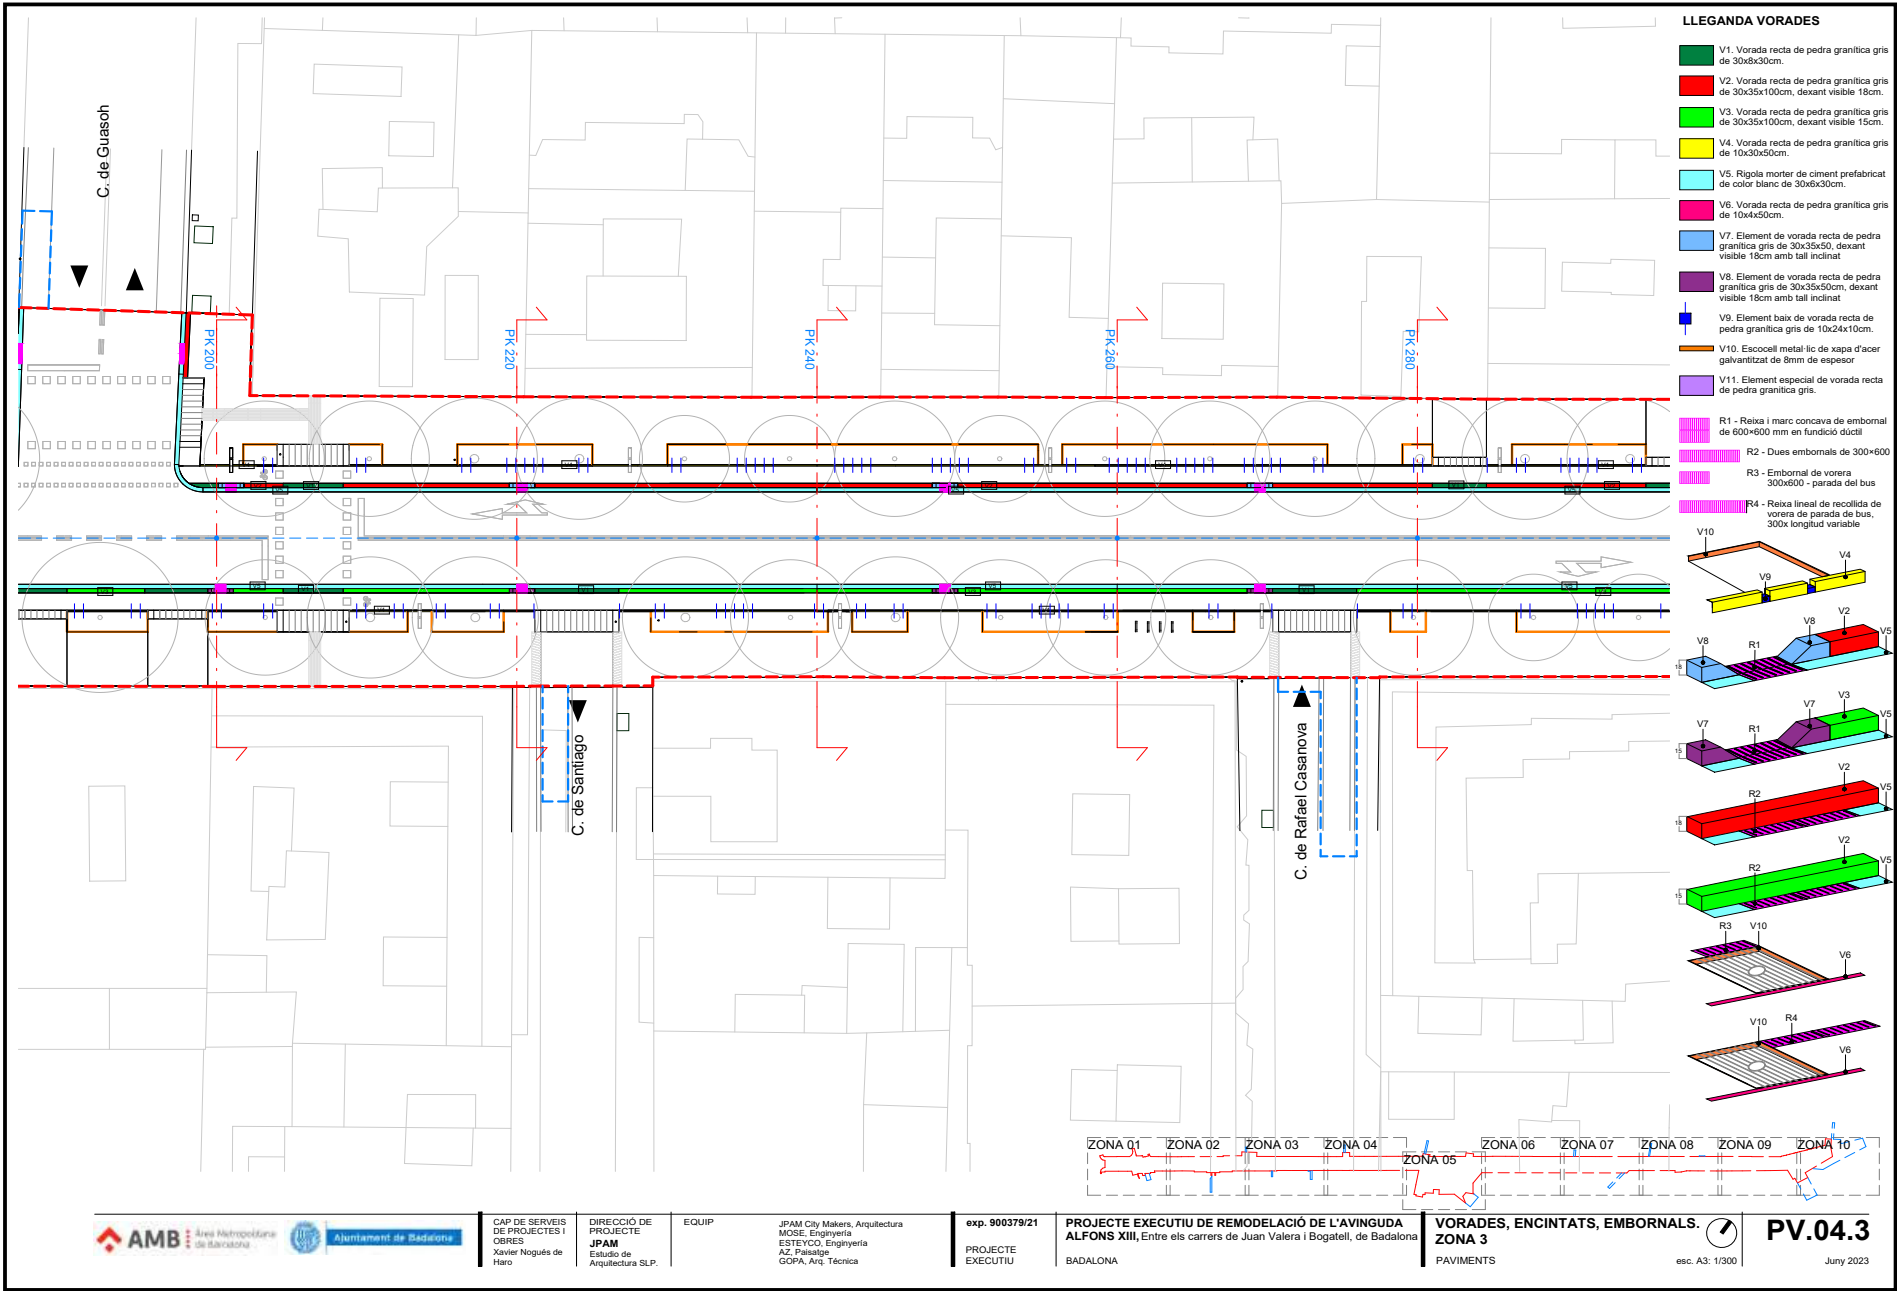 LLEGANDA VORADES
V1. Vorada recta de pedra granítica gris
de 30x8x30cm.
V2. Vorada recta de pedra granítica gris
de 30x35x100cm, dexant visible 18cm.
V3. Vorada recta de pedra granítica gris
de 30x35x100cm, dexant visible 15cm.
V4. Vorada recta de pedra granítica gris
de 10x30x50cm.
V5. Rigola morter de ciment prefabricat
de color blanc de 30x6x30cm.
V6. Vorada recta de pedra granítica gris
de 10x4x50cm.
V7. Element de vorada recta de pedra
granítica gris de 30x35x50, dexant
visible 18cm amb tall inclinat
V8. Element de vorada recta de pedra
granítica gris de 30x35x50cm, dexant
visible 18cm amb tall inclinat
V9. Element baix de vorada recta de
pedra granítica gris de 10x24x10cm.
V10. Escocell metal·lic de xapa d'acer
galvantitzat de 8mm de espesor
V11. Element especial de vorada recta
de pedra granitica gris.
R1 - Reixa i marc concava de embornal
de 600×600 mm en fundició dúctil
R2 - Dues embornals de 300×600
R3 - Embornal de vorera
300x600 - parada del bus
R4 - Reixa lineal de recollida de
vorera de parada de bus,
300x longitud variable
V10
V4
V9
V2
V8
V5
V8
R1
18
V3
V7
V5
V7
R1
15
V2
V5
R2
18
V2
V5
R2
15
R3
V10
V6
V10
R4
V6
C. de Guasoh
PK 200
PK 220
PK 240
PK 260
PK 280
C. de Santiago
C. de Rafael Casanova
ZONA 01
ZONA 02
ZONA 03
ZONA 04
ZONA 05
ZONA 06
ZONA 07
ZONA 08
ZONA 09
ZONA 10
AMB
Àrea Metropolitana
de Barcelona
Ajuntament de Badalona
CAP DE SERVEIS
DE PROJECTES I
OBRES
Xavier Nogués de
Haro
DIRECCIÓ DE
PROJECTE
JPAM
Estudio de
Arquitectura SLP.
EQUIP
JPAM City Makers, Arquitectura
MOSE, Enginyeria
ESTEYCO, Enginyería
AZ, Paisatge
GOPA, Arq. Técnica
exp. 900379/21
PROJECTE
EXECUTIU
PROJECTE EXECUTIU DE REMODELACIÓ DE L'AVINGUDA
ALFONS XIII, Entre els carrers de Juan Valera i Bogatell, de Badalona
BADALONA
VORADES, ENCINTATS, EMBORNALS.
ZONA 3
PAVIMENTS
esc. A3: 1/300
PV.04.3
Juny 2023